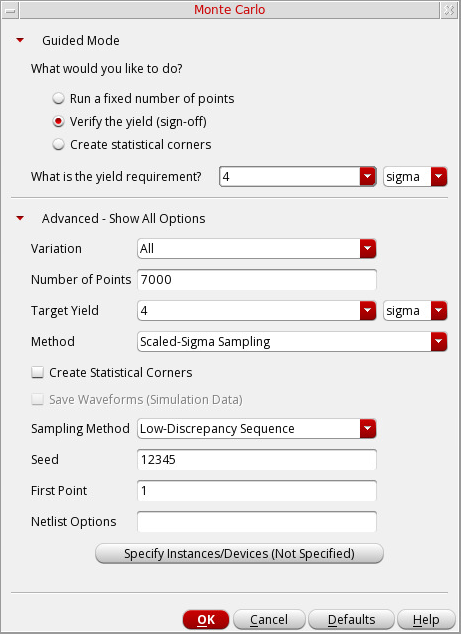 Monte Carlo
Guided Mode
What would you like to do?
Run a fixed number of points
Verify the yield (sign-off)
Create statistical corners
What is the yield requirement? 4 sigma
Advanced - Show All Options
Variation All
Number of Points 7000
Target Yield 4 sigma
Method Scaled-Sigma Sampling
Create Statistical Corners
Save Waveforms (Simulation Data)
Sampling Method Low-Discrepancy Sequence
Seed 12345
First Point 1
Netlist Options
Specify Instances/Devices (Not Specified)
OK Cancel Defaults Help